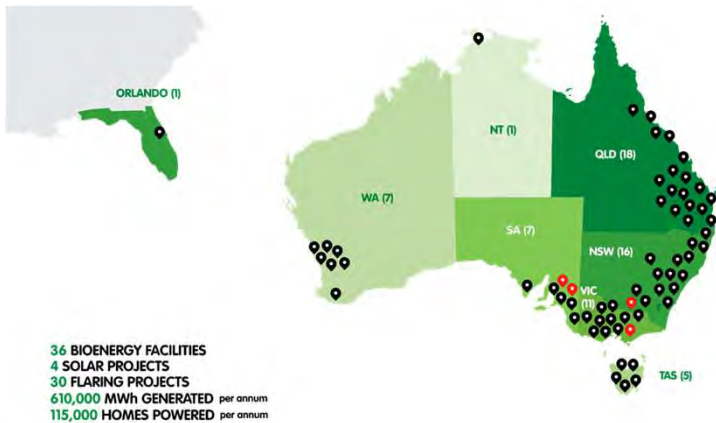 ORLANDO (1)
NT (1)
QLD (18)
WA (7)
SA (7)
NSW (16)
VIC
(11)
TAS (5)
36 BIOENERGY FACILITIES
4 SOLAR PROJECTS
30 FLARING PROJECTS
610,000 MWh GENERATED per annum
115,000 HOMES POWERED per annum